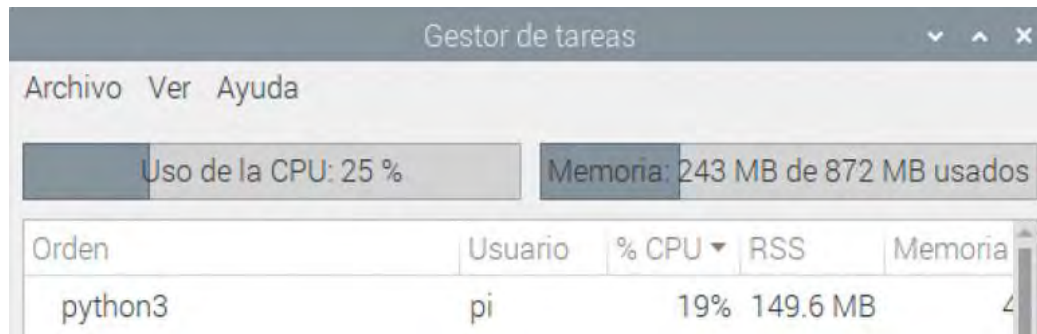 Gestor de tareas
Archivo Ver Ayuda
Uso de la CPU: 25 % Memoria: 243 MB de 872 MB usados
Orden Usuario % CPU RSS Memoria
python3 pi 19% 149.6 MB